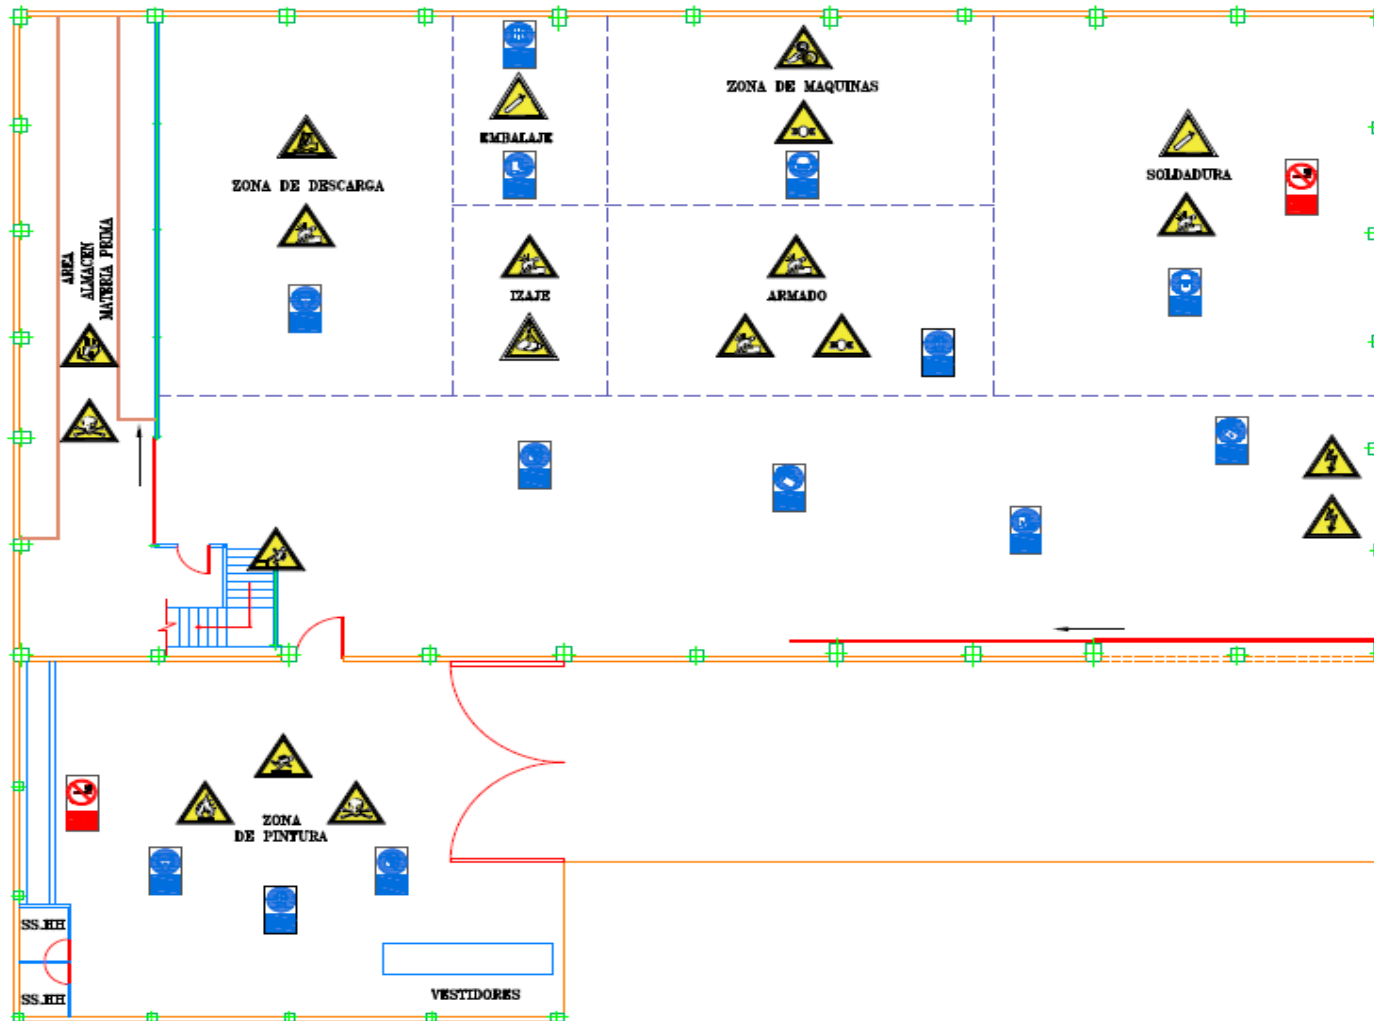 ZONA DE MAQUINAS
EMBALAJE
ZONA DE DESCARGA
SOLDADURA
AREA
ALMACEN
MATERIA PRIMA
IZAJE
ARMADO
ZONA
DE PINTURA
SS.HH
SS.HH
VESTIDORES